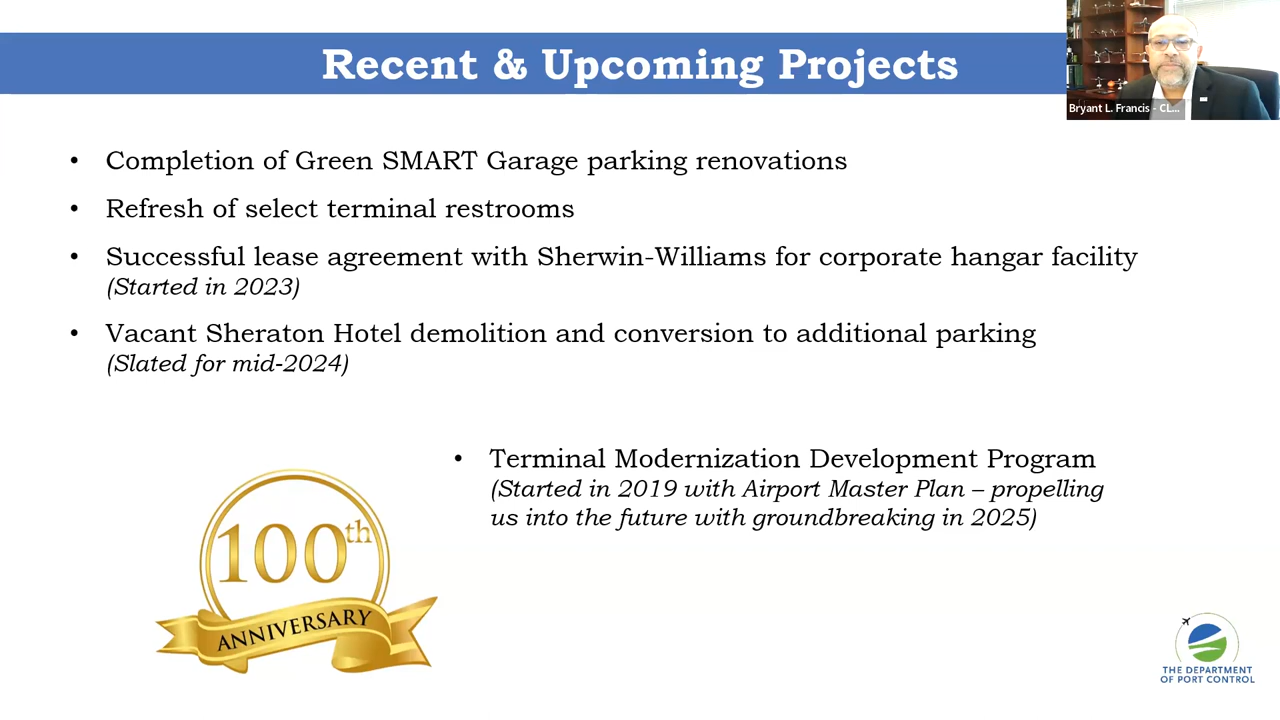 Recent & Upcoming Projects
Bryant L. Francis - CL...
• Completion of Green SMART Garage parking renovations
• Refresh of select terminal restrooms
• Successful lease agreement with Sherwin-Williams for corporate hangar facility
(Started in 2023)
• Vacant Sheraton Hotel demolition and conversion to additional parking
(Slated for mid-2024)
• Terminal Modernization Development Program
(Started in 2019 with Airport Master Plan – propelling
us into the future with groundbreaking in 2025)
100th
ANNIVERSARY
THE DEPARTMENT
OF PORT CONTROL